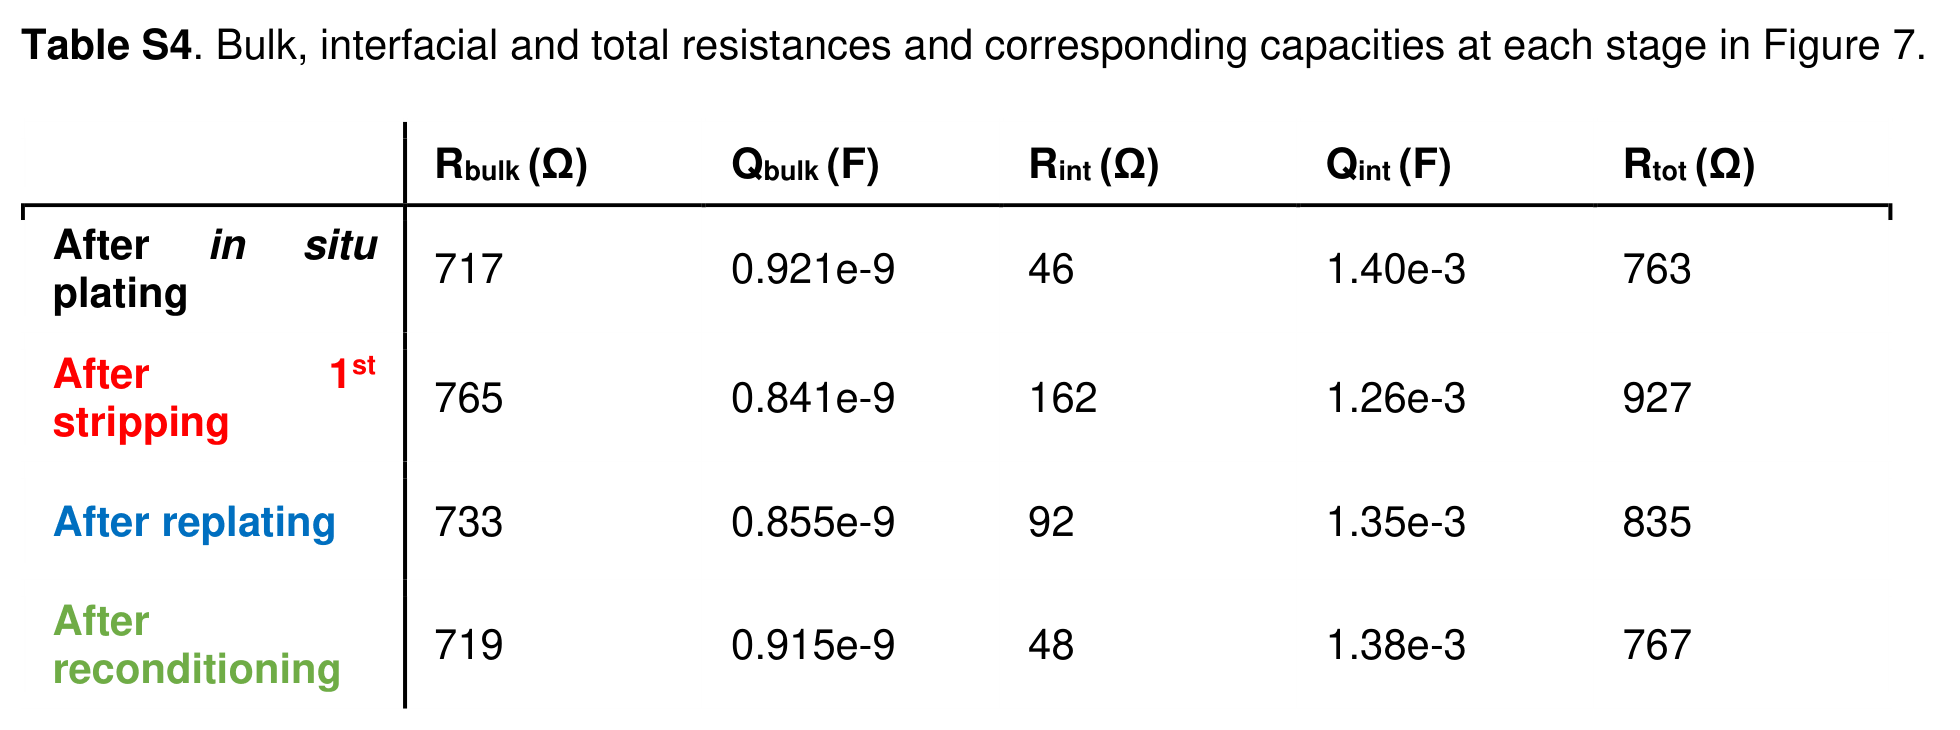 Table S4. Bulk, interfacial and total resistances and corresponding capacities at each stage in Figure 7.
Rbulk (Ω) Qbulk (F) Rint (Ω) Qint (F) Rtot (Ω)
After in situ
plating
717 0.921e-9 46 1.40e-3 763
After 1st
stripping
765 0.841e-9 162 1.26e-3 927
After replating 733 0.855e-9 92 1.35e-3 835
After
reconditioning
719 0.915e-9 48 1.38e-3 767